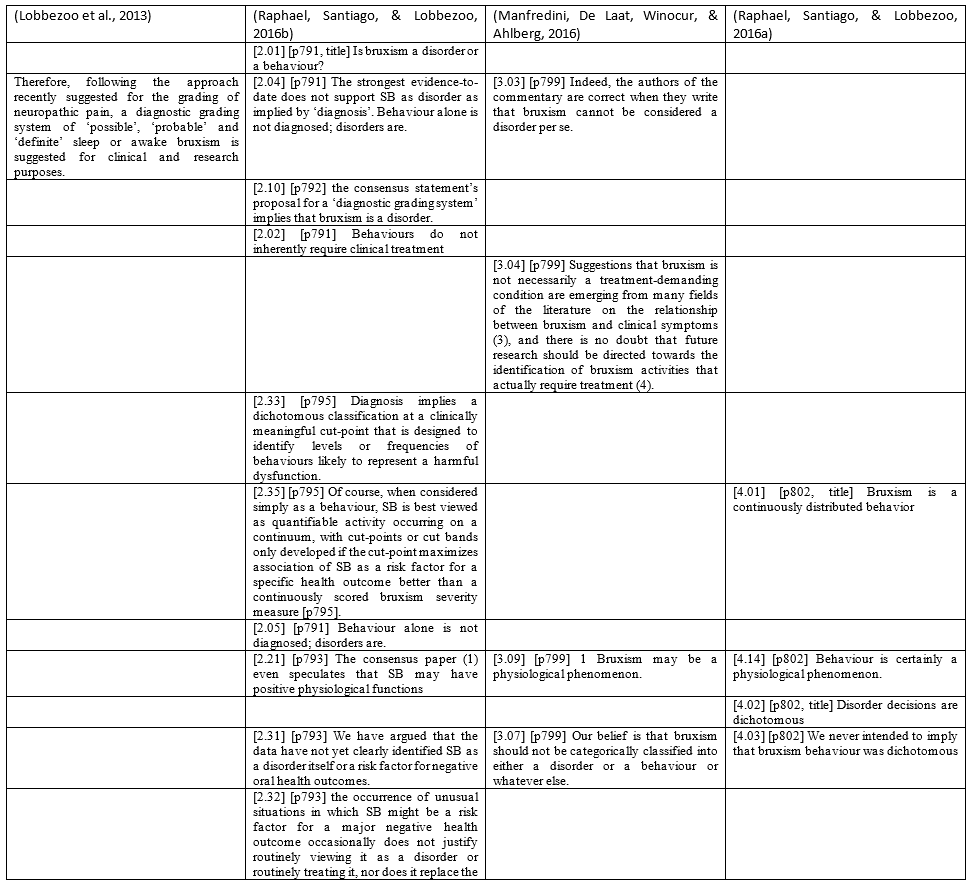 (Lobbezoo et al., 2013)
(Raphael, Santiago, & Lobbezoo,
2016b)
(Manfredini, De Laat, Winocur, &
Ahlberg, 2016)
(Raphael, Santiago, & Lobbezoo,
2016a)
[2.01] [p791, title] Is bruxism a disorder or
a behaviour?
Therefore, following the approach
recently suggested for the grading of
neuropathic pain, a diagnostic grading
system of ‘possible’, ‘probable’ and
‘definite’ sleep or awake bruxism is
suggested for clinical and research
purposes.
[2.04] [p791] The strongest evidence-to-
date does not support SB as disorder as
implied by ‘diagnosis’. Behaviour alone is
not diagnosed; disorders are.
[3.03] [p799] Indeed, the authors of the
commentary are correct when they write
that bruxism cannot be considered a
disorder per se.
[2.10] [p792] the consensus statement’s
proposal for a ‘diagnostic grading system’
implies that bruxism is a disorder.
[2.02] [p791] Behaviours do not
inherently require clinical treatment
[3.04] [p799] Suggestions that bruxism is
not necessarily a treatment-demanding
condition are emerging from many fields
of the literature on the relationship
between bruxism and clinical symptoms
(3), and there is no doubt that future
research should be directed towards the
identification of bruxism activities that
actually require treatment (4).
[2.33] [p795] Diagnosis implies a
dichotomous classification at a clinically
meaningful cut-point that is designed to
identify levels or frequencies of
behaviours likely to represent a harmful
dysfunction.
[2.35] [p795] Of course, when considered
simply as a behaviour, SB is best viewed
as quantifiable activity occurring on a
continuum, with cut-points or cut bands
only developed if the cut-point maximizes
association of SB as a risk factor for a
specific health outcome better than a
continuously scored bruxism severity
measure [p795].
[4.01] [p802, title] Bruxism is a
continuously distributed behavior
[2.05] [p791] Behaviour alone is not
diagnosed; disorders are.
[2.21] [p793] The consensus paper (1)
even speculates that SB may have
positive physiological functions
[3.09] [p799] 1 Bruxism may be a
physiological phenomenon.
[4.14] [p802] Behaviour is certainly a
physiological phenomenon.
[4.02] [p802, title] Disorder decisions are
dichotomous
[2.31] [p793] We have argued that the
data have not yet clearly identified SB as
a disorder itself or a risk factor for negative
oral health outcomes.
[3.07] [p799] Our belief is that bruxism
should not be categorically classified into
either a disorder or a behaviour or
whatever else.
[4.03] [p802] We never intended to imply
that bruxism behaviour was dichotomous
[2.32] [p793] the occurrence of unusual
situations in which SB might be a risk
factor for a major negative health
outcome occasionally does not justify
routinely viewing it as a disorder or
routinely treating it, nor does it replace the